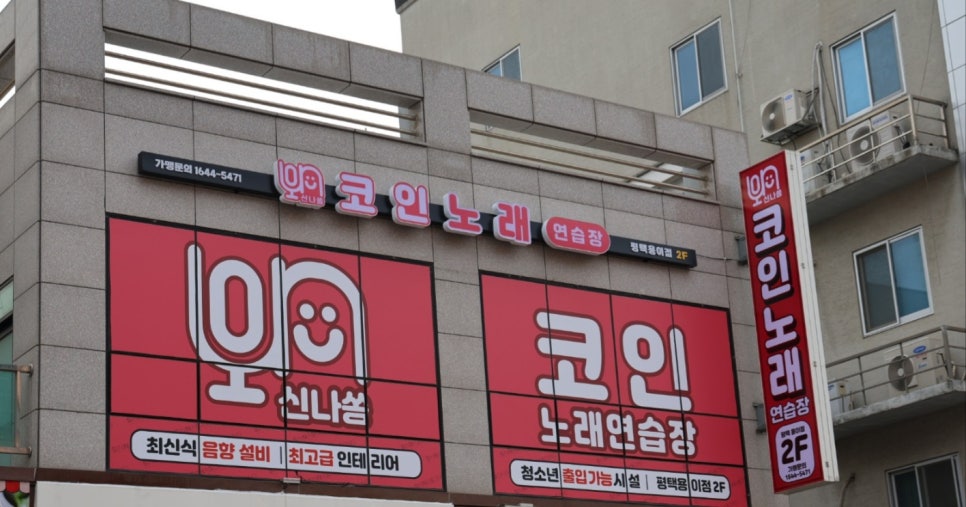 가맹문의 1644-5471
신나쏭
코인노래
연습장
평택용이점 2F
신나쏭
최신식 음향 설비 | 최고급 인테리어
코인
노래연습장
청소년 출입가능시설 | 평택용이점 2F
신나쏭
코인노래
연습장
평택 용이점
2F
가맹문의
1644-5471